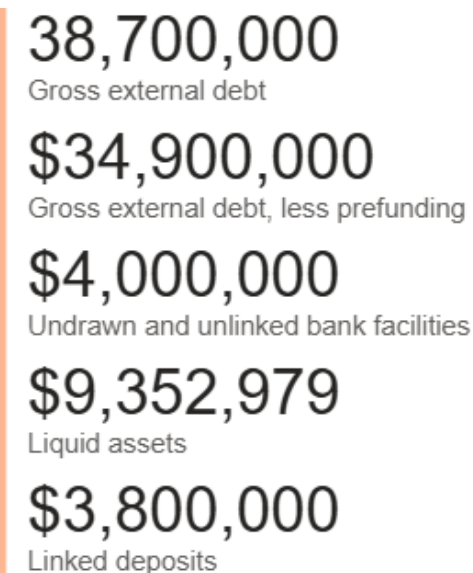 38,700,000
Gross external debt
$34,900,000
Gross external debt, less prefunding
$4,000,000
Undrawn and unlinked bank facilities
$9,352,979
Liquid assets
$3,800,000
Linked deposits